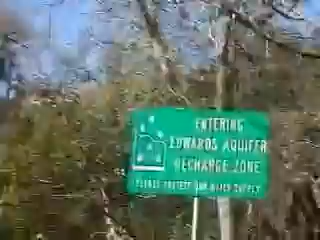 ENTERING
EDWARDS AQUIFER
RECHARGE ZONE
PLEASE PROTECT OUR WATER SUPPLY